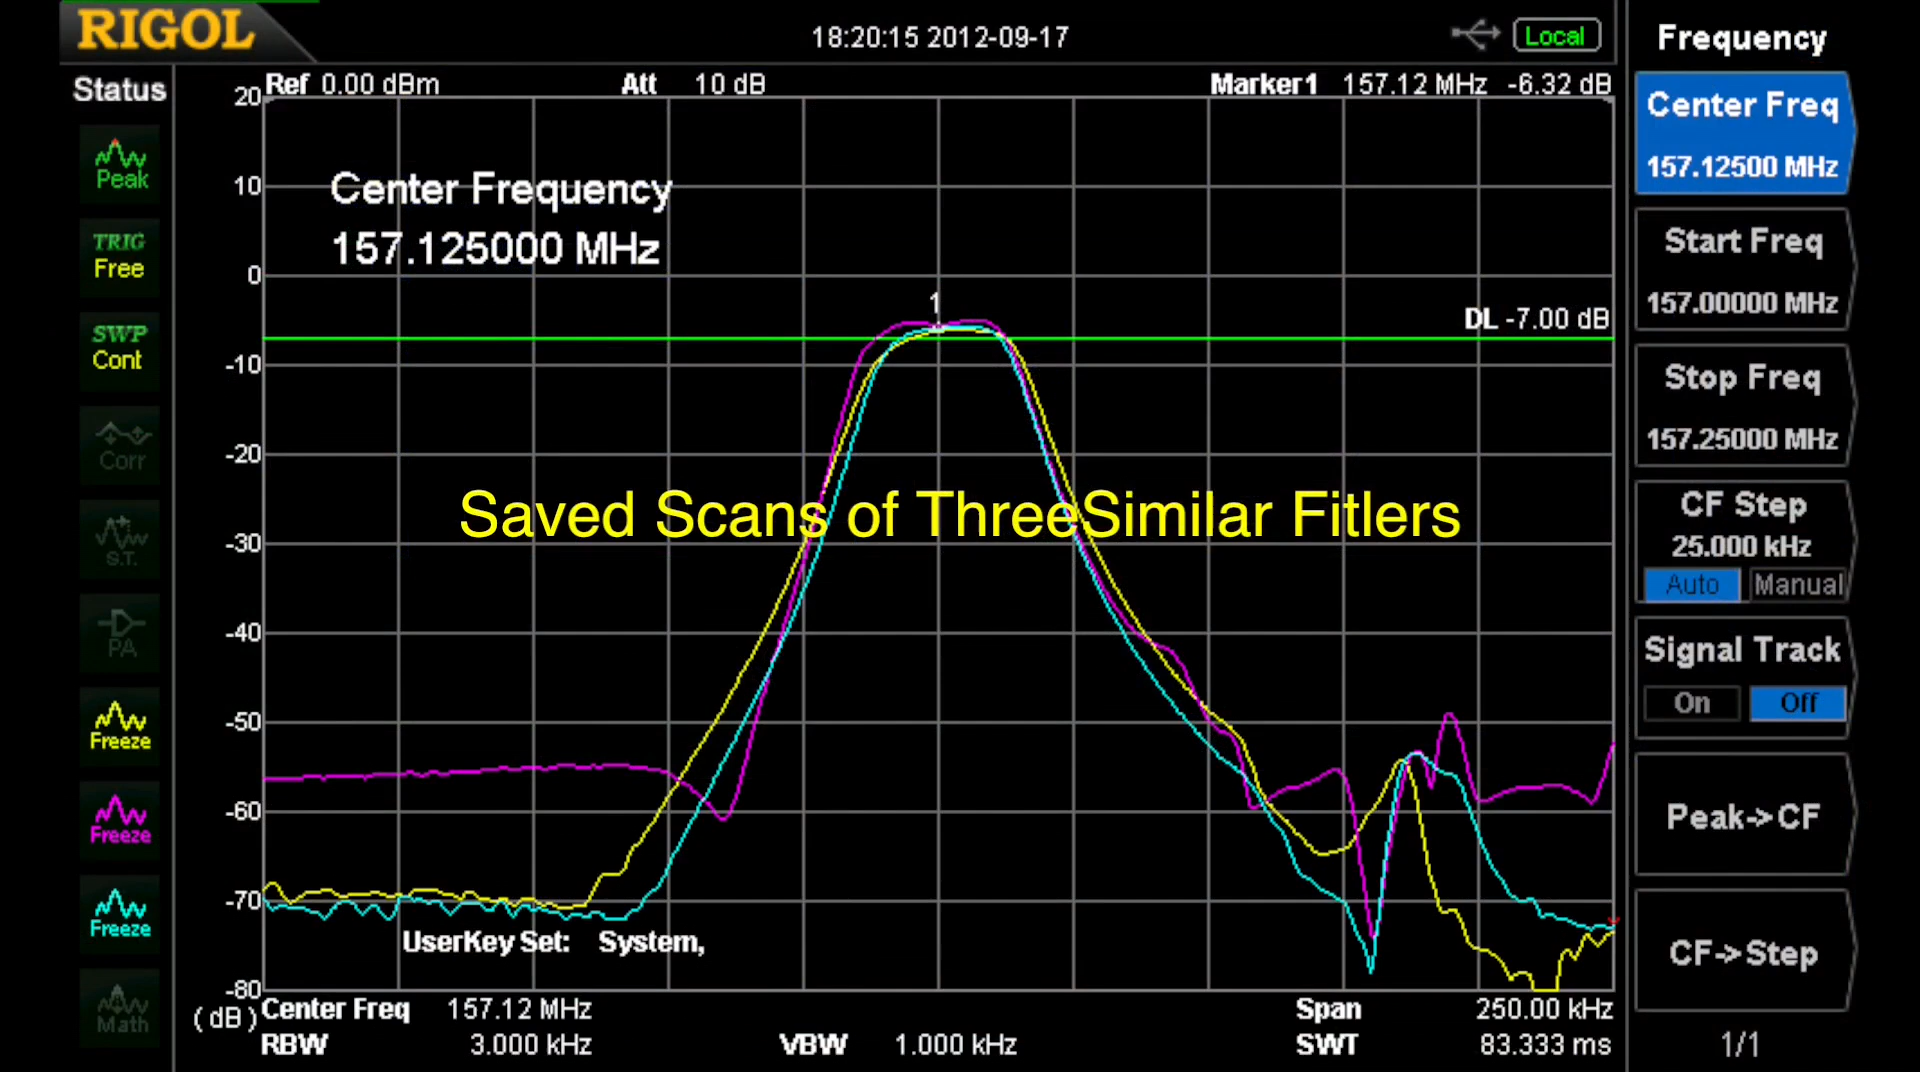 RIGOL
18:20:15 2012-09-17
Local
Frequency
Status
Ref 0.00 dBm Att 10 dB Marker1 157.12 MHz -6.32 dB
Center Freq
157.12500 MHz
Start Freq
157.00000 MHz
Stop Freq
157.25000 MHz
CF Step
25.000 kHz
Auto Manual
Signal Track
On Off
Peak->CF
CF->Step
1/1
Peak
TRIG
Free
SWP
Cont
Corr
S.T.
PA
Freeze
Freeze
Freeze
Math
20
10
0
-10
-20
-30
-40
-50
-60
-70
-80
(dB)
Center Frequency
157.125000 MHz
1
DL -7.00 dB
Saved Scans of ThreeSimilar Fitlers
UserKey Set: System,
Center Freq 157.12 MHz Span 250.00 kHz
RBW 3.000 kHz VBW 1.000 kHz SWT 83.333 ms